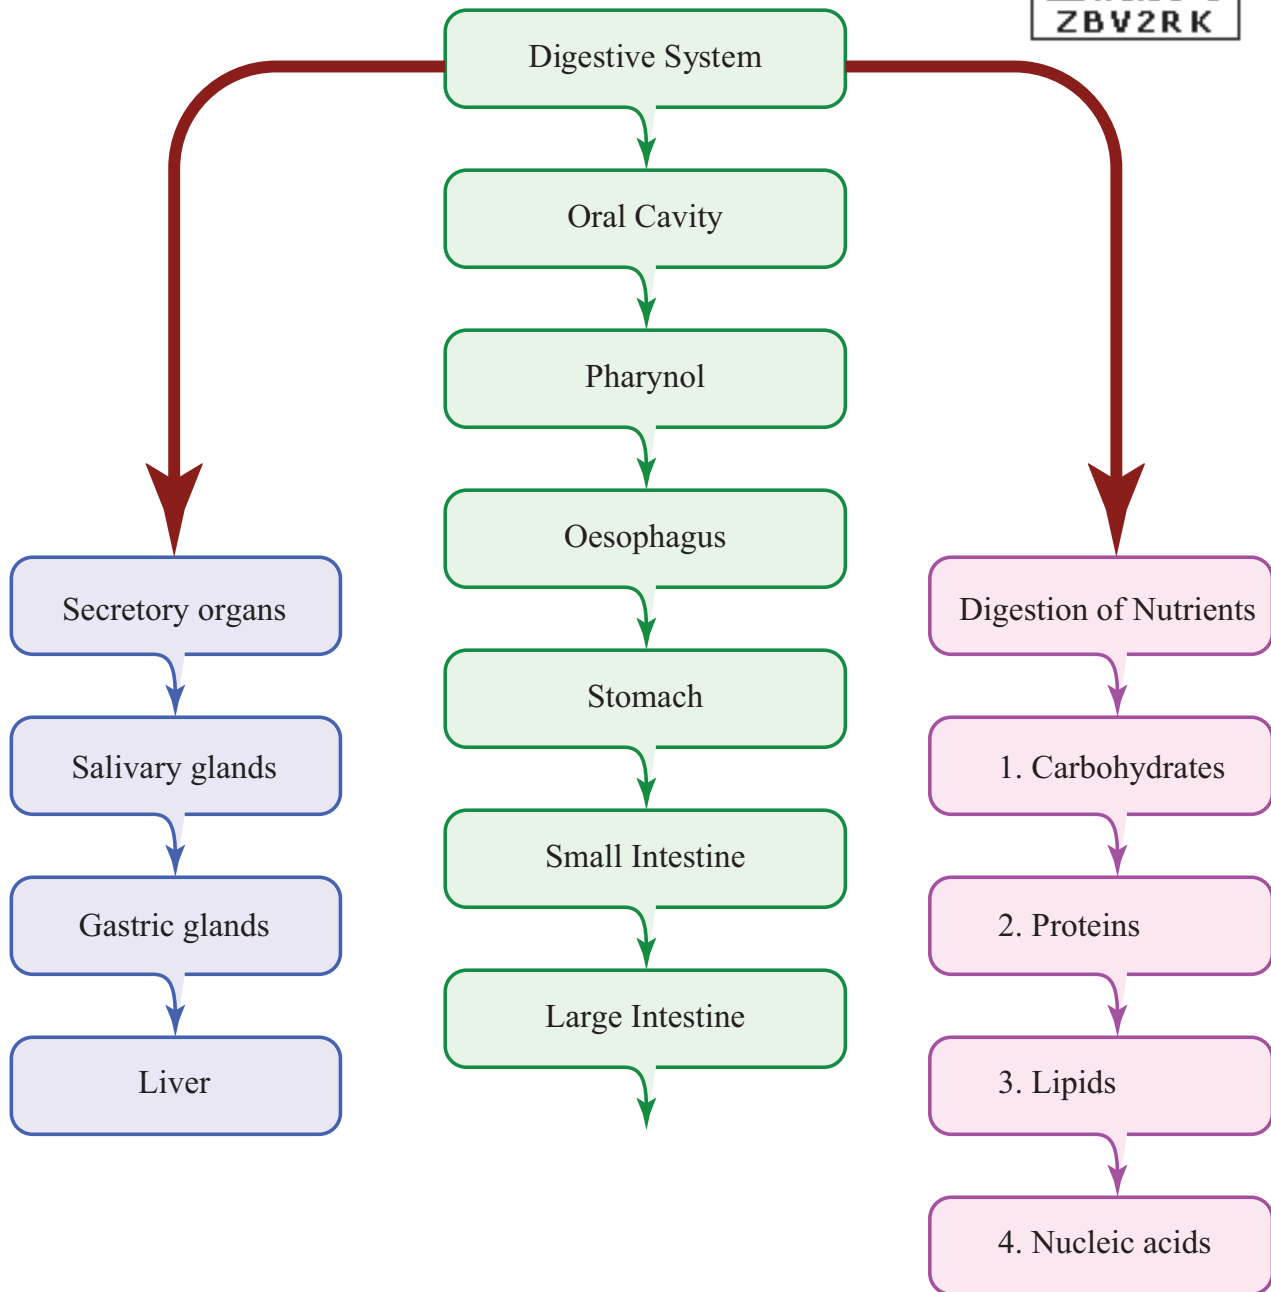 ZBV2RK
Digestive System
Oral Cavity
Pharynol
Oesophagus
Stomach
Small Intestine
Large Intestine
Secretory organs
Salivary glands
Gastric glands
Liver
Digestion of Nutrients
1. Carbohydrates
2. Proteins
3. Lipids
4. Nucleic acids